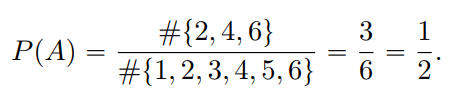 P(A) = #{2, 4, 6} / #{1, 2, 3, 4, 5, 6} = 3/6 = 1/2.